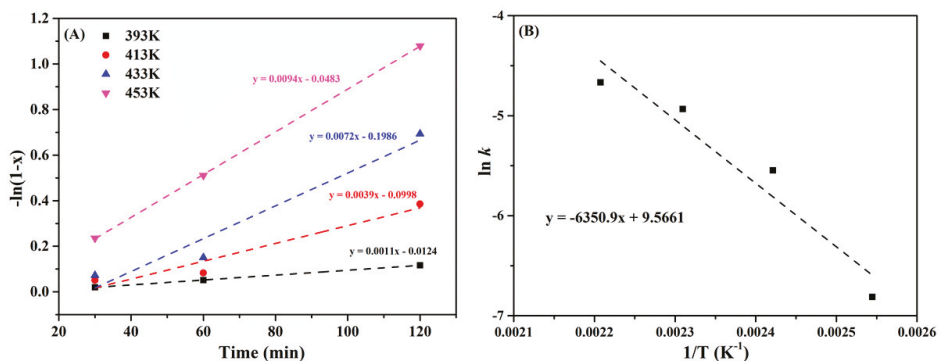 (A)
393K
413K
433K
453K
y = 0.0094x - 0.0483
y = 0.0072x - 0.1986
y = 0.0039x - 0.0998
y = 0.0011x - 0.0124
-ln(1-x)
1.2
1.0
0.8
0.6
0.4
0.2
0.0
20 40 60 80 100 120
Time (min)
(B)
y = -6350.9x + 9.5661
ln k
-4
-5
-6
-7
0.0021 0.0022 0.0023 0.0024 0.0025 0.0026
1/T (K⁻¹)